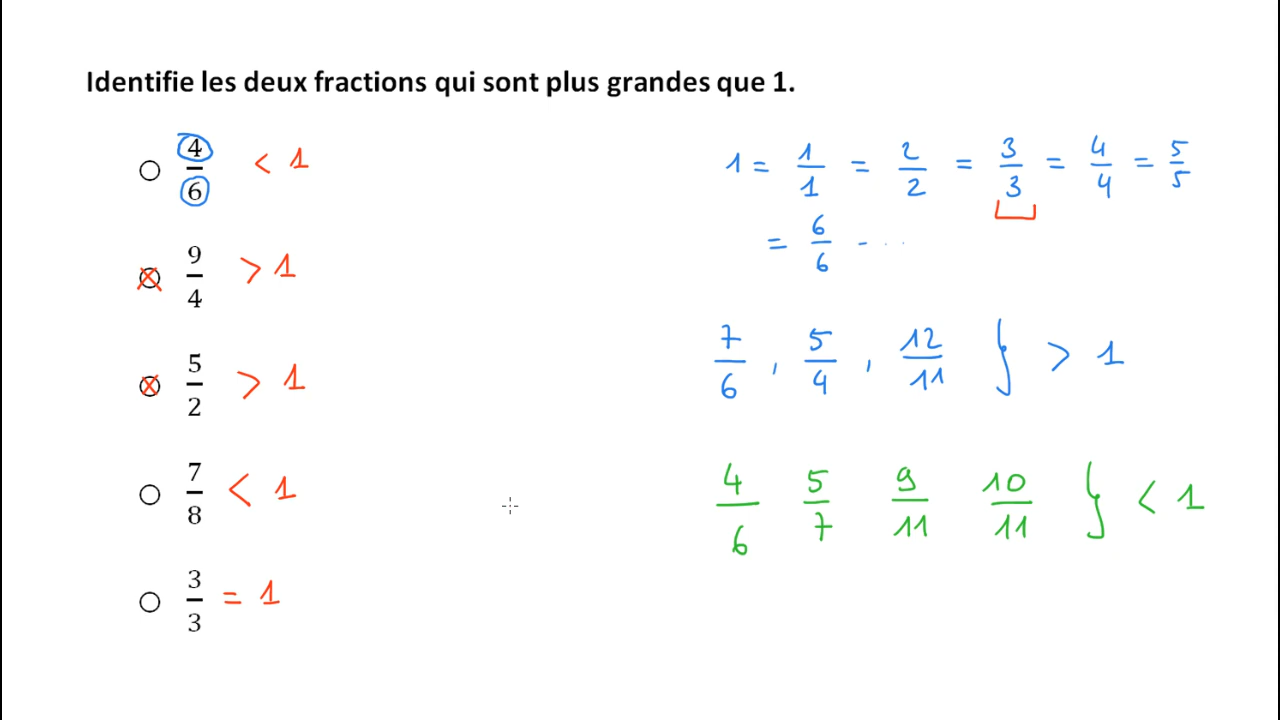 Identifie les deux fractions qui sont plus grandes que 1.
4/6 < 1
9/4 > 1
5/2 > 1
7/8 < 1
3/3 = 1
1 = 1/1 = 2/2 = 3/3 = 4/4 = 5/5
= 6/6 - ...
7/6 , 5/4 , 12/11 } > 1
4/6 5/7 9/11 10/11 } < 1